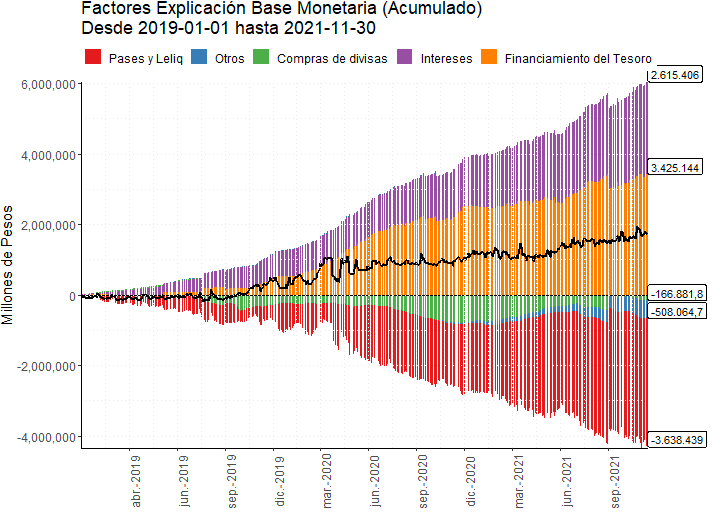 Factores Explicación Base Monetaria (Acumulado)
Desde 2019-01-01 hasta 2021-11-30
Pases y Leliq Otros Compras de divisas Intereses Financiamiento del Tesoro
Millones de Pesos
6,000,000
4,000,000
2,000,000
0
-2,000,000
-4,000,000
2.615.406
3.425.144
-166.881,8
-508.064,7
-3.638.439
abr.-2019
jun.-2019
sep.-2019
dic.-2019
mar.-2020
jun.-2020
sep.-2020
dic.-2020
mar.-2021
jun.-2021
sep.-2021